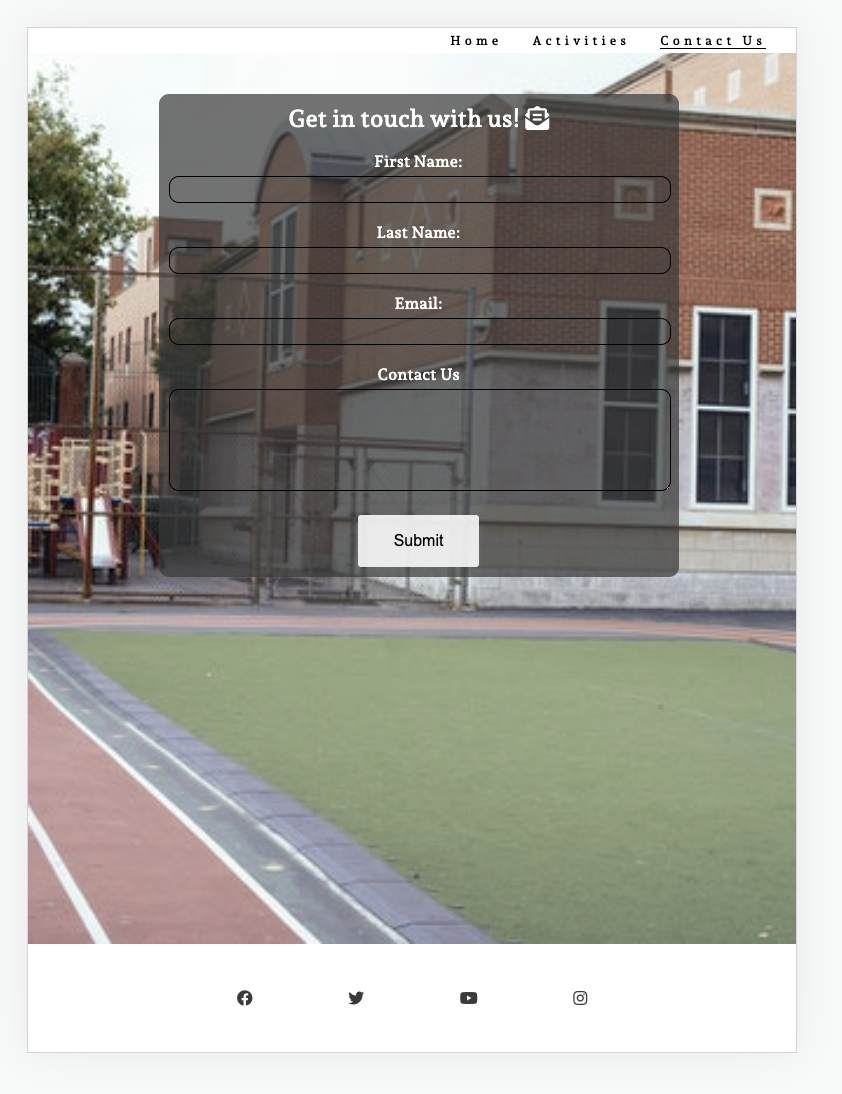 Home Activities Contact Us
Get in touch with us!
First Name:
Last Name:
Email:
Contact Us
Submit